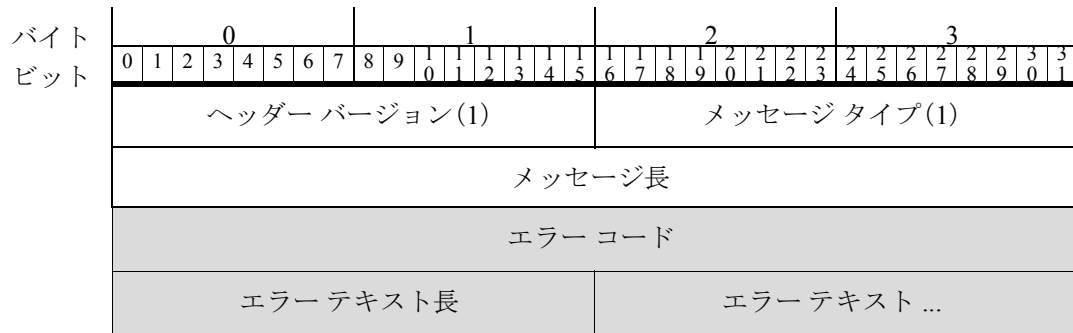 バイト 0 1 2 3
ビット 0 1 2 3 4 5 6 7 8 9 10 11 12 13 14 15 16 17 18 19 20 21 22 23 24 25 26 27 28 29 30 31
ヘッダー バージョン(1) メッセージ タイプ(1)
メッセージ長
エラー コード
エラー テキスト長 エラー テキスト ...